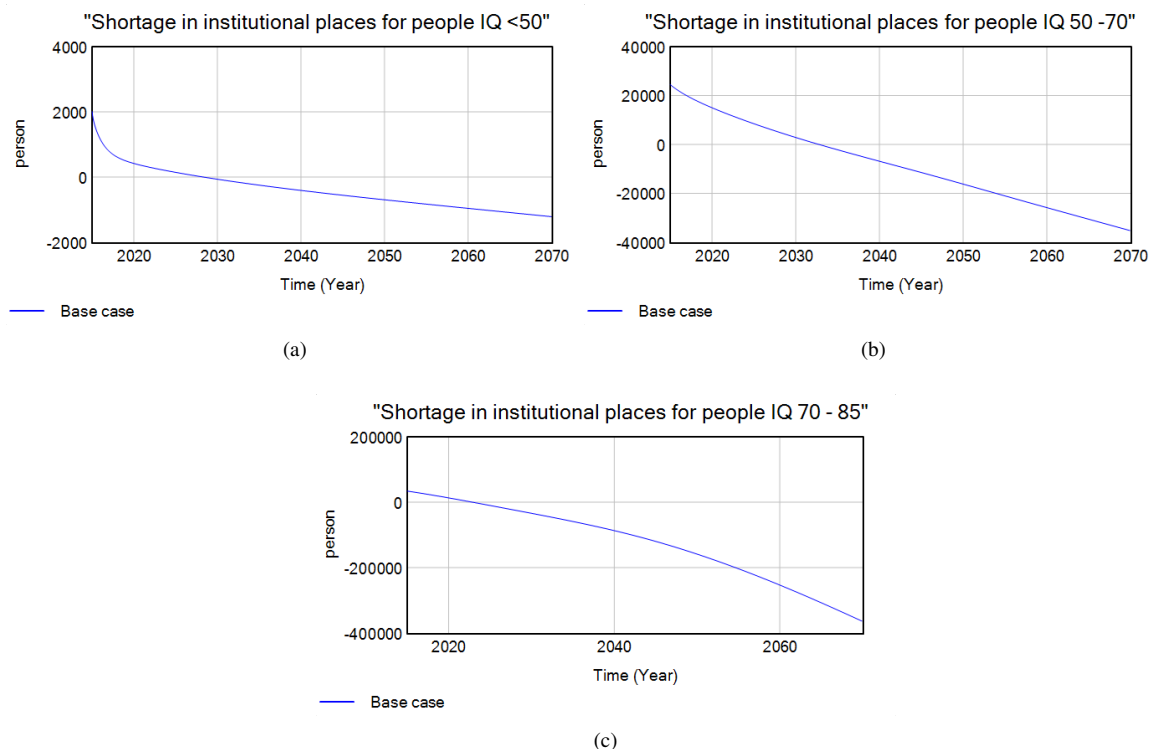 "Shortage in institutional places for people IQ <50"
4000
2000
0
-2000
person
2020 2030 2040 2050 2060 2070
Time (Year)
Base case
(a)
"Shortage in institutional places for people IQ 50 -70"
40000
20000
0
-20000
-40000
person
2020 2030 2040 2050 2060 2070
Time (Year)
Base case
(b)
"Shortage in institutional places for people IQ 70 - 85"
200000
0
-200000
-400000
person
2020 2040 2060
Time (Year)
Base case
(c)